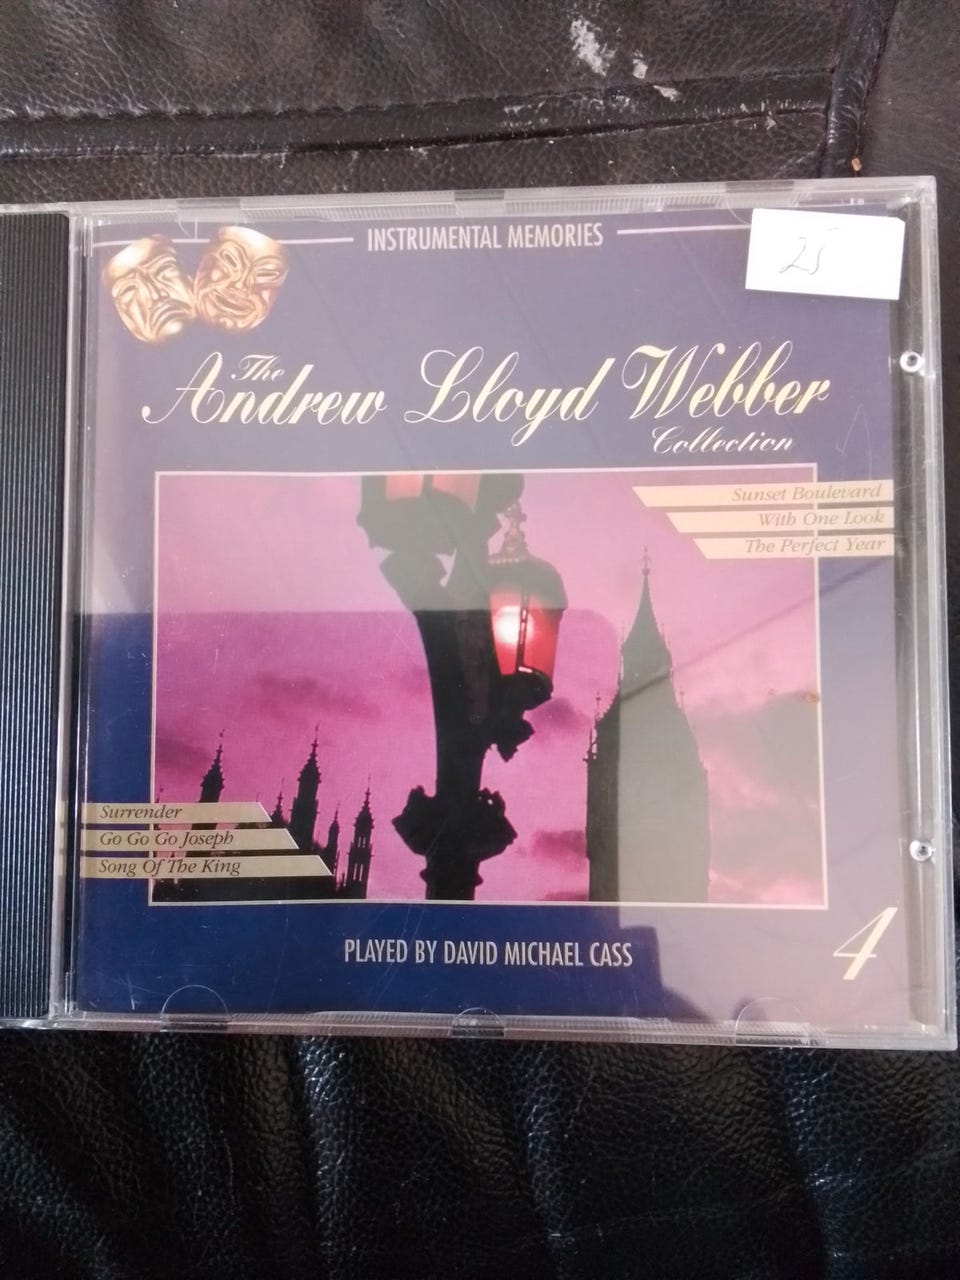 INSTRUMENTAL MEMORIES
25
The
Andrew Lloyd Webber
Collection
Sunset Boulevard
With One Look
The Perfect Year
Surrender
Go Go Go Joseph
Song Of The King
PLAYED BY DAVID MICHAEL CASS
4